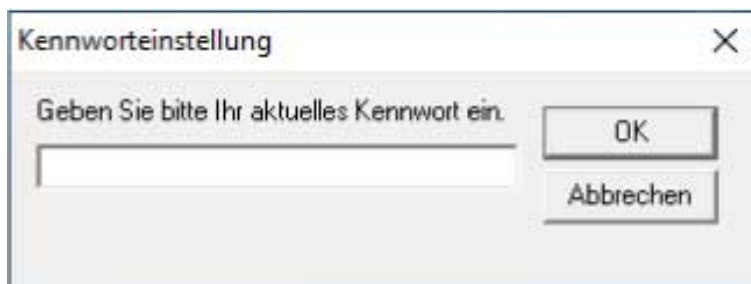 Kennworteinstellung
Geben Sie bitte Ihr aktuelles Kennwort ein.
OK
Abbrechen